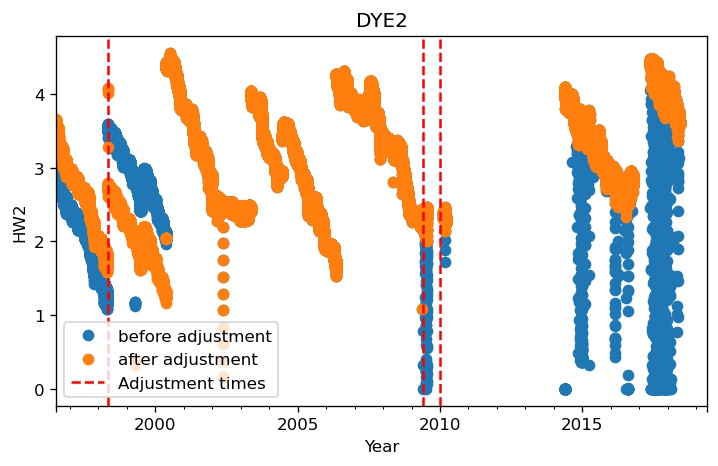 DYE2
HW2
4
3
2
1
0
before adjustment
after adjustment
Adjustment times
2000 2005 2010 2015
Year